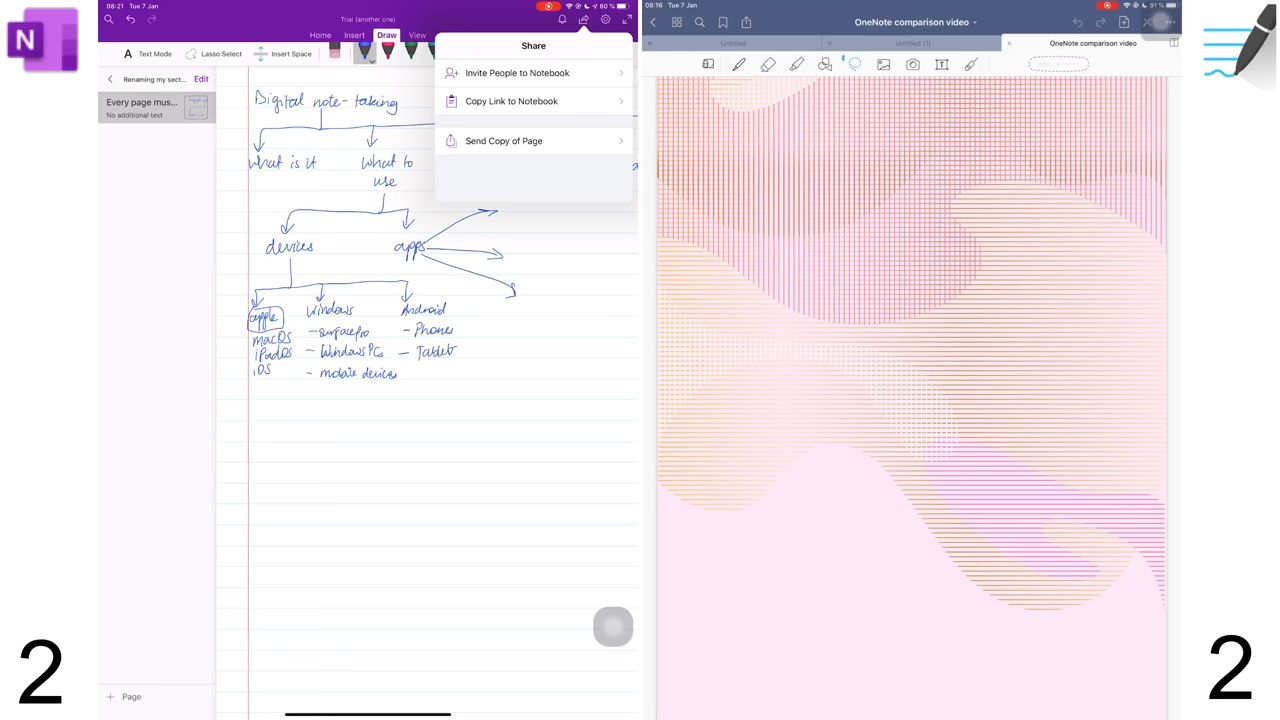 N
2
08:21 Tue 7 Jan
80 %
Trial (another one)
Home Insert Draw View
Text Mode
Lasso Select
Insert Space
Renaming my sect...
Edit
Every page mus...
No additional text
Page
Share
Invite People to Notebook
Copy Link to Notebook
Send Copy of Page
Digital note-taking
What is it
What to
use
devices
apps
apple
Windows
Android
macOS
- Surface Pro
- Phones
iPadOS
- Windows PCs
- Tablet
iOS
- mobile devices
08:16 Tue 7 Jan
91 %
OneNote comparison video
Untitled
Untitled (1)
OneNote comparison video
2